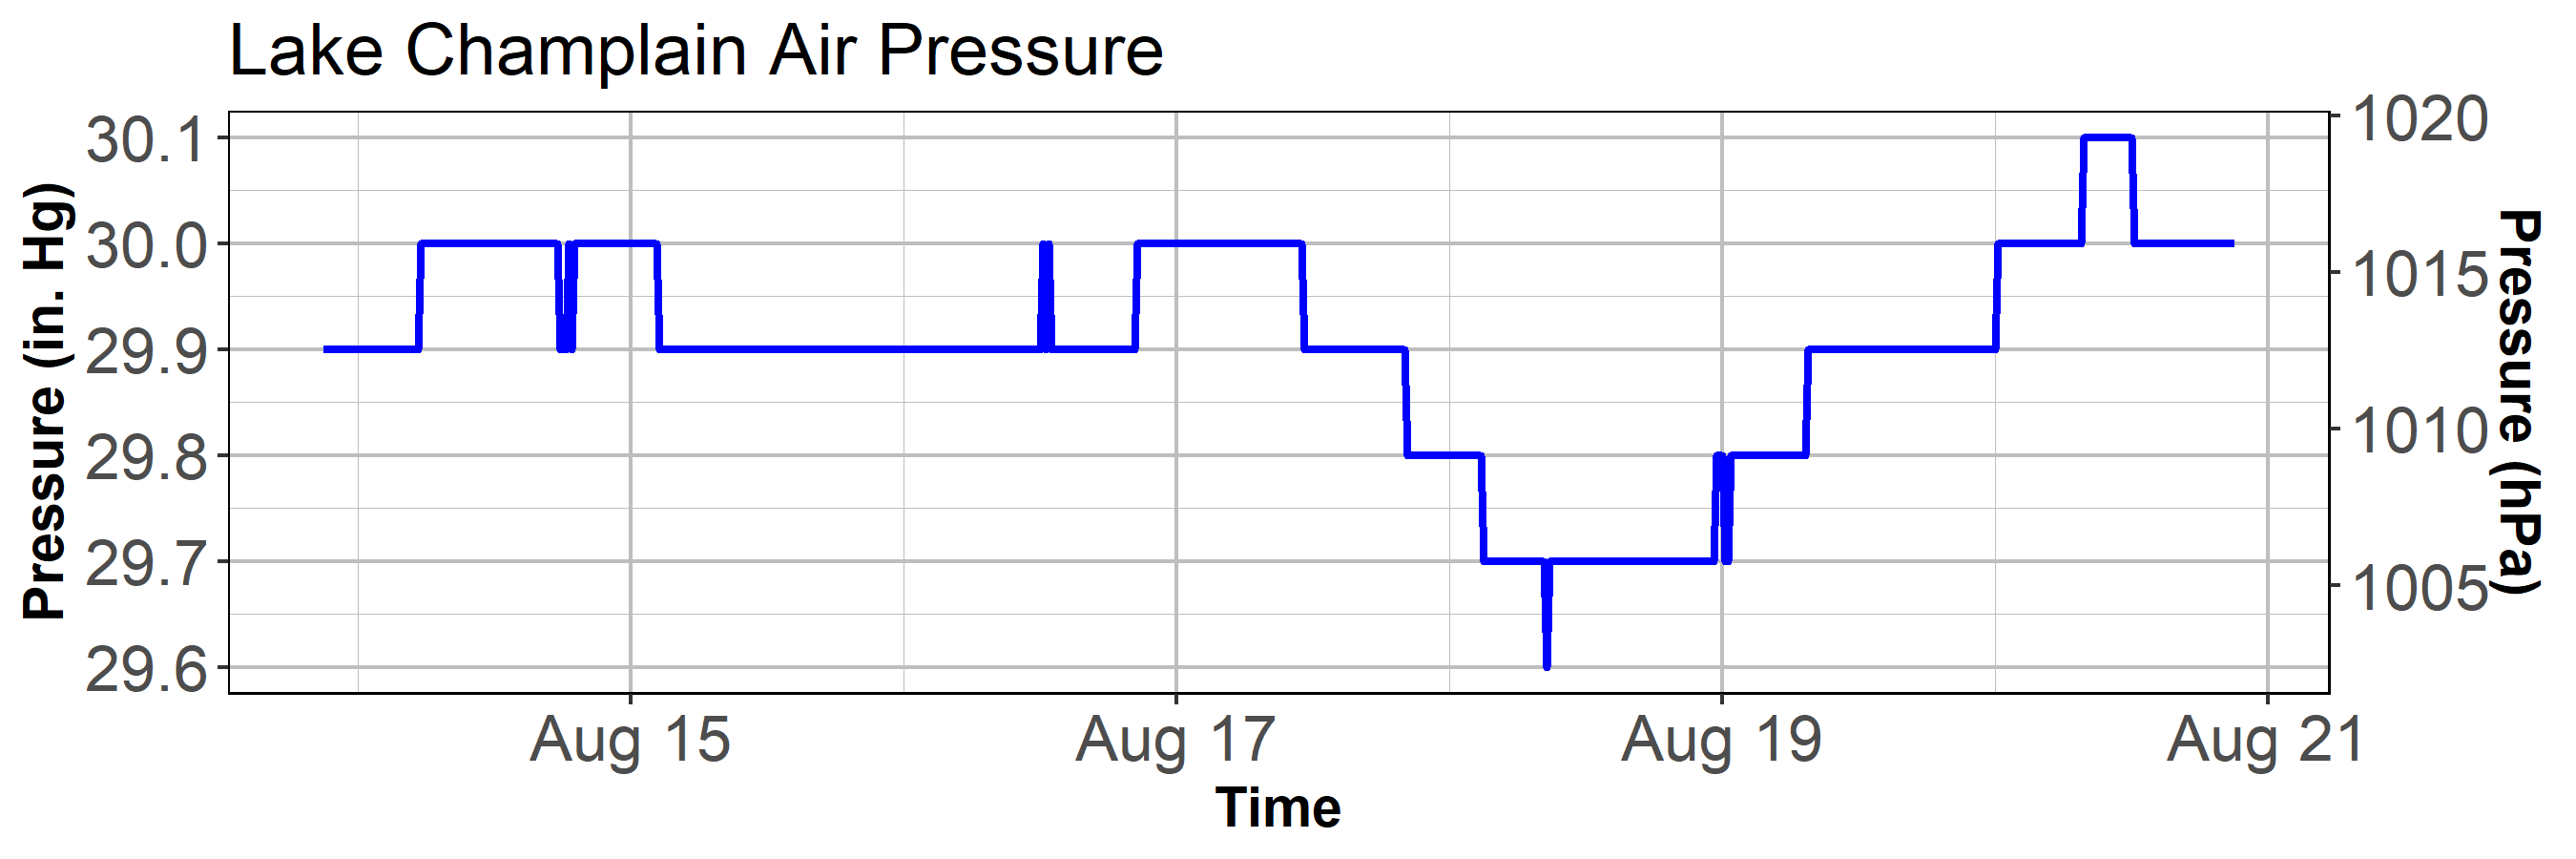 Lake Champlain Air Pressure
Pressure (in. Hg)
30.1
30.0
29.9
29.8
29.7
29.6
1020
1015
1010
1005
Pressure (hPa)
Aug 15 Aug 17 Aug 19 Aug 21
Time